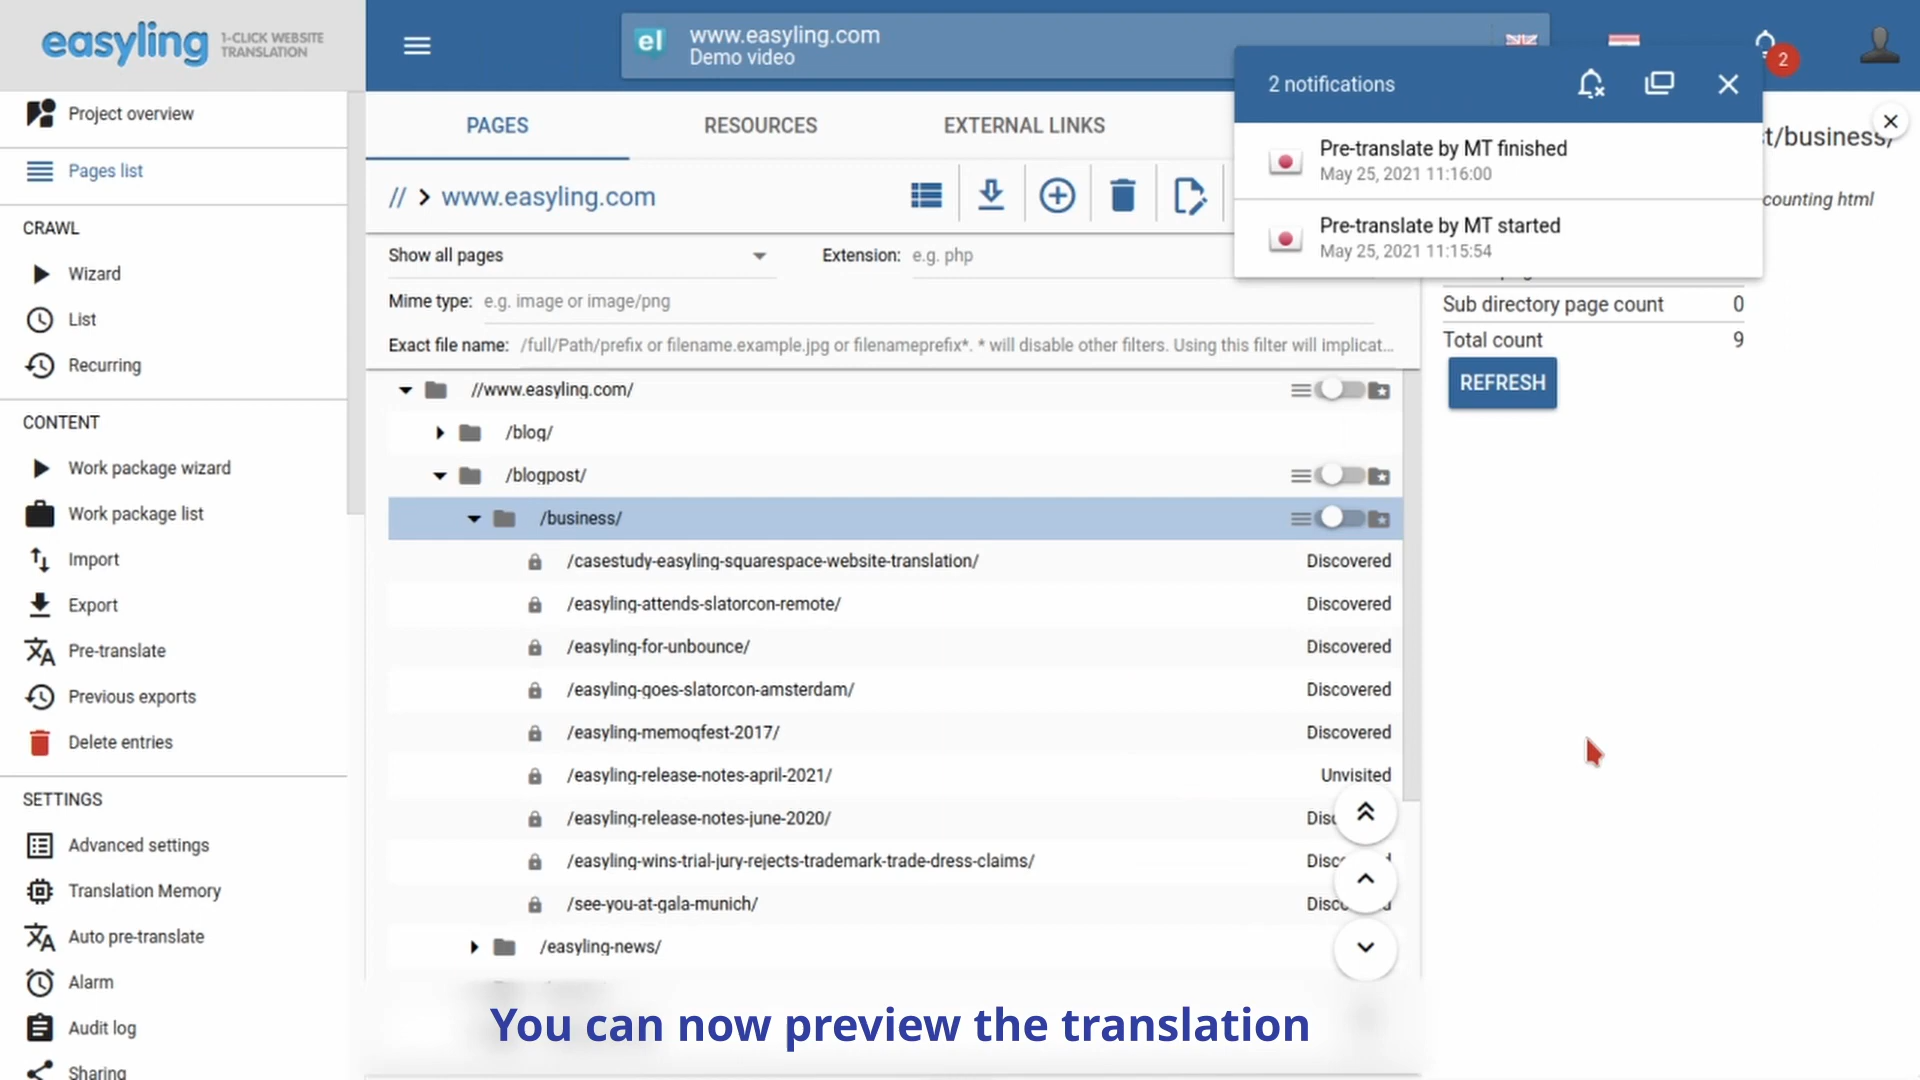 easyling 1-CLICK WEBSITE
TRANSLATION
el www.easyling.com
Demo video
2
2 notifications
Pre-translate by MT finished
May 25, 2021 11:16:00
Pre-translate by MT started
May 25, 2021 11:15:54
Project overview
Pages list
CRAWL
Wizard
List
Recurring
CONTENT
Work package wizard
Work package list
Import
Export
Pre-translate
Previous exports
Delete entries
SETTINGS
Advanced settings
Translation Memory
Auto pre-translate
Alarm
Audit log
Sharing
PAGES RESOURCES EXTERNAL LINKS
// www.easyling.com
Show all pages Extension: e.g. php
Mime type: e.g. image or image/png
Exact file name: /full/Path/prefix or filename.example.jpg or filenameprefix*. * will disable other filters. Using this filter will implicat...
//www.easyling.com/
/blog/
/blogpost/
/business/
/casestudy-easyling-squarespace-website-translation/ Discovered
/easyling-attends-slatorcon-remote/ Discovered
/easyling-for-unbounce/ Discovered
/easyling-goes-slatorcon-amsterdam/ Discovered
/easyling-memoqfest-2017/ Discovered
/easyling-release-notes-april-2021/ Unvisited
/easyling-release-notes-june-2020/
/easyling-wins-trial-jury-rejects-trademark-trade-dress-claims/
/see-you-at-gala-munich/
/easyling-news/
t/business/
counting html
Sub directory page count 0
Total count 9
REFRESH
You can now preview the translation